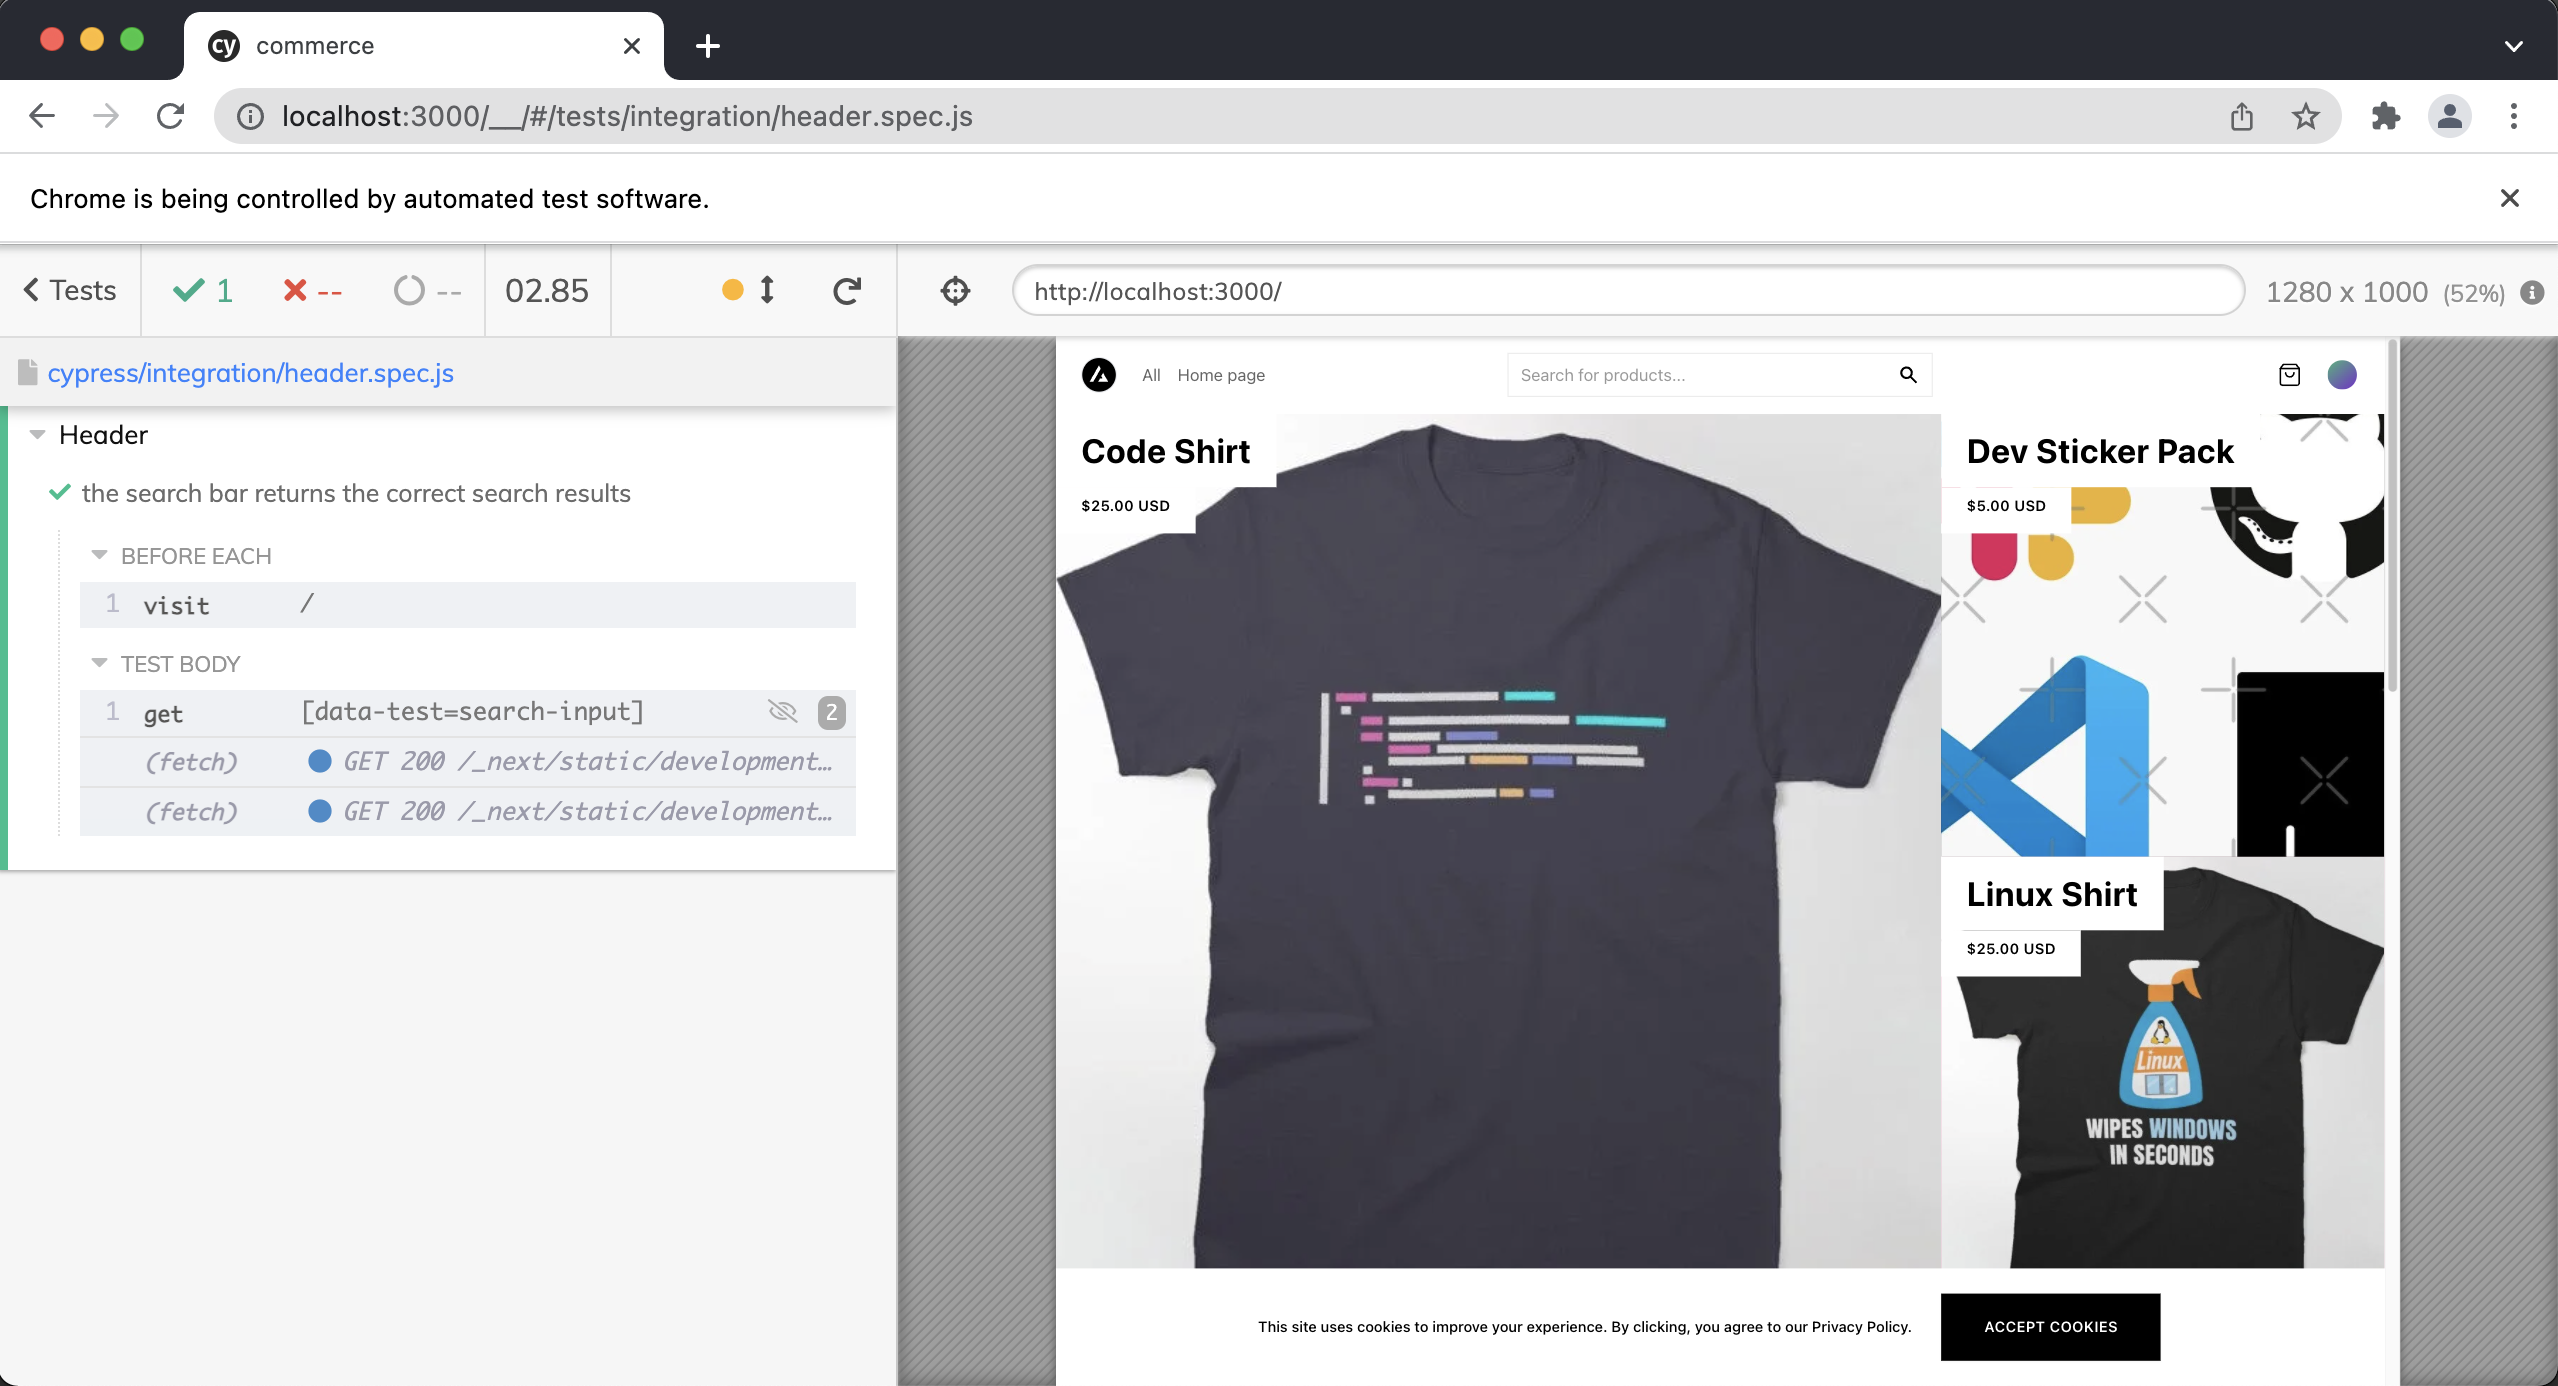 cy commerce
localhost:3000/__/#/tests/integration/header.spec.js
Chrome is being controlled by automated test software.
Tests 1 -- -- 02.85
http://localhost:3000/ 1280 x 1000 (52%)
cypress/integration/header.spec.js
Header
the search bar returns the correct search results
BEFORE EACH
1 visit /
TEST BODY
1 get [data-test=search-input] 2
(fetch) GET 200 /_next/static/development…
(fetch) GET 200 /_next/static/development…
All Home page Search for products...
Code Shirt
$25.00 USD
Dev Sticker Pack
$5.00 USD
Linux Shirt
$25.00 USD
Linux
WIPES WINDOWS
IN SECONDS
This site uses cookies to improve your experience. By clicking, you agree to our Privacy Policy.
ACCEPT COOKIES